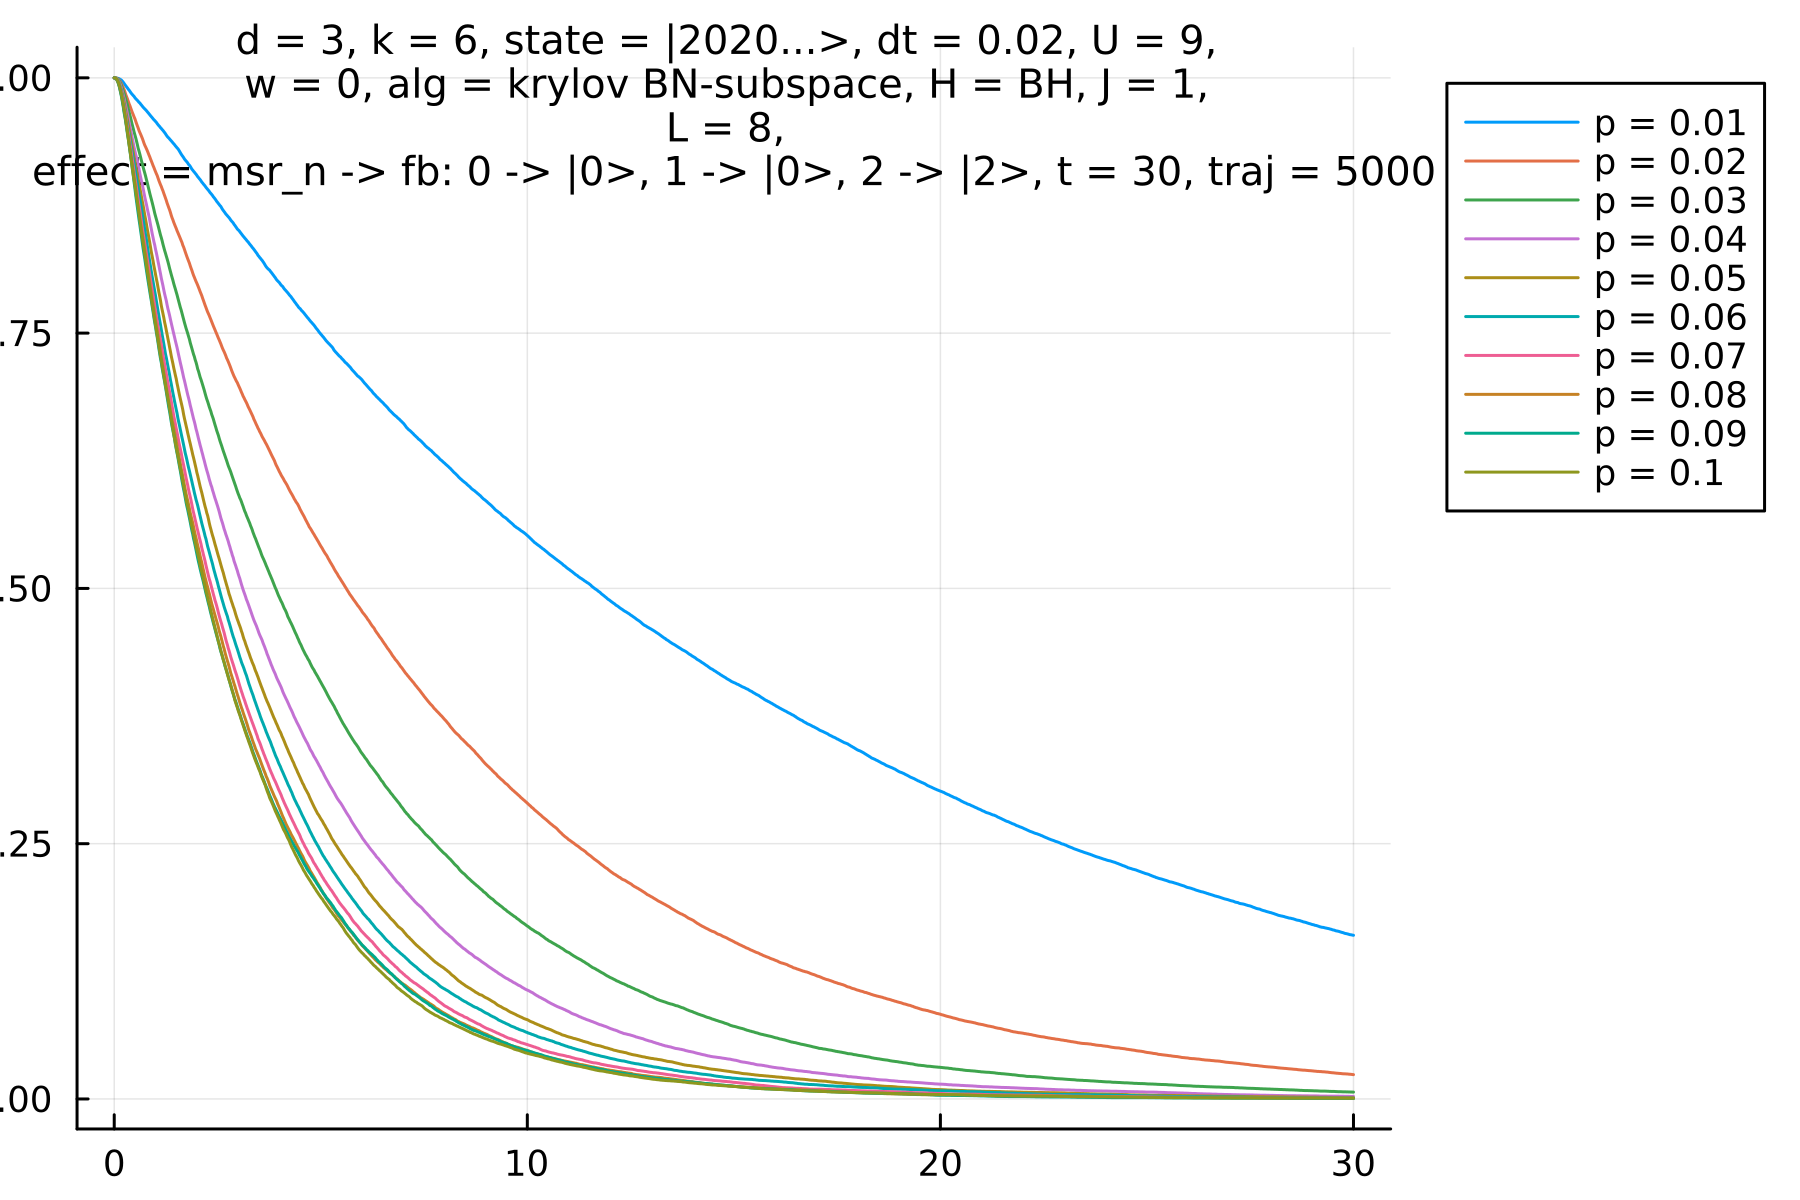 d = 3, k = 6, state = |2020...>, dt = 0.02, U = 9,
w = 0, alg = krylov BN-subspace, H = BH, J = 1,
L = 8,
effect = msr_n -> fb: 0 -> |0>, 1 -> |0>, 2 -> |2>, t = 30, traj = 5000
.00
.75
.50
.25
.00
0 10 20 30
p = 0.01
p = 0.02
p = 0.03
p = 0.04
p = 0.05
p = 0.06
p = 0.07
p = 0.08
p = 0.09
p = 0.1